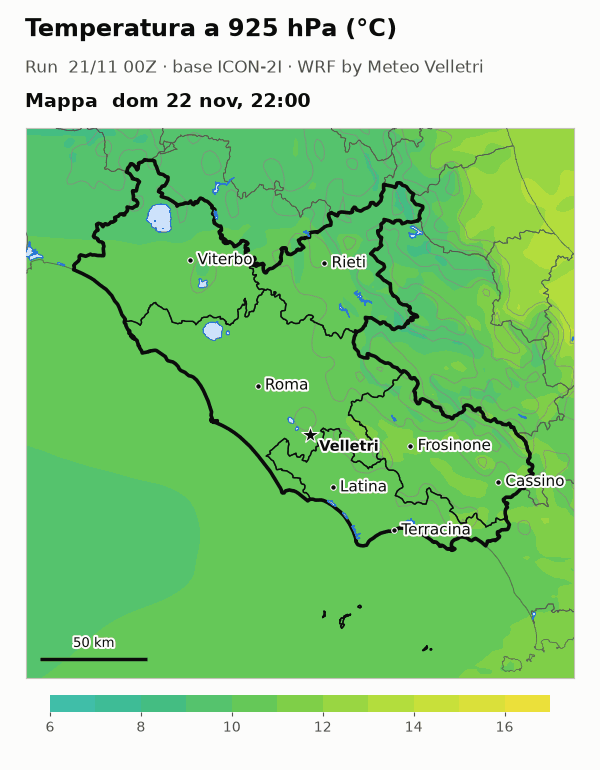 Temperatura a 925 hPa (°C)
Run  21/11 00Z · base ICON-2I · WRF by Meteo Velletri
Mappa  dom 22 nov, 22:00
Viterbo
Rieti
Roma
Velletri
Frosinone
Latina
Cassino
Terracina
50 km
6 8 10 12 14 16